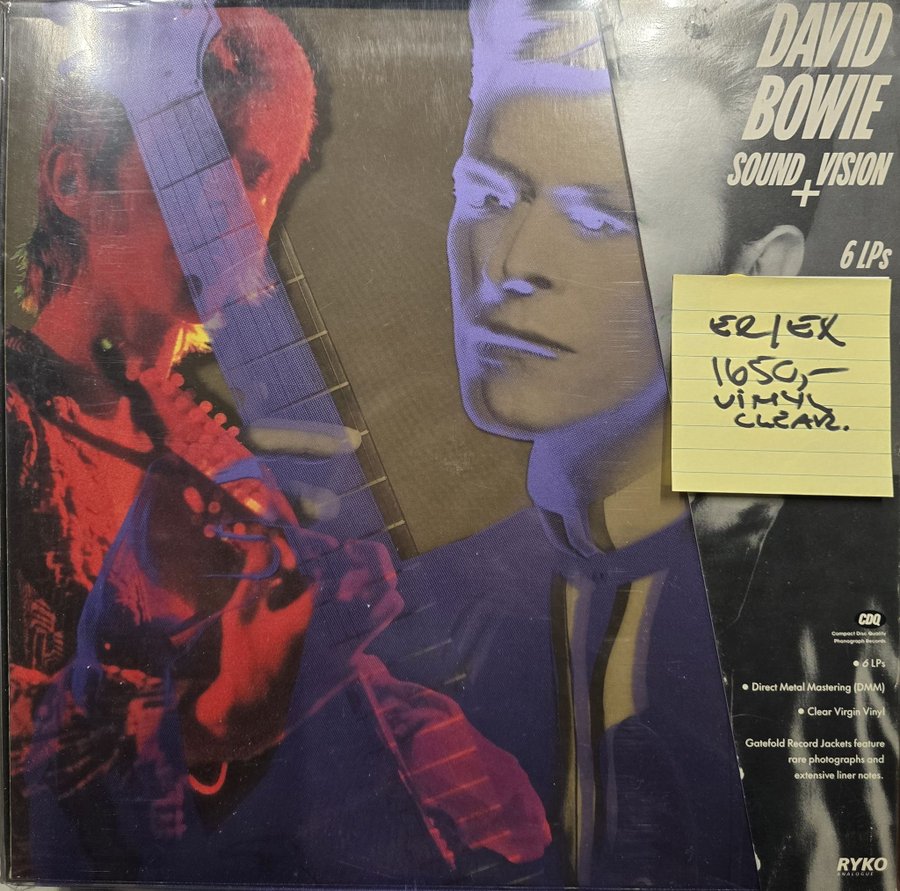 DAVID
BOWIE
SOUND + VISION
6 LPs
ER/EX
1650,-
VINYL
CLEAR.
CDQ
Compact Disc Quality
Phonograph Records
• 6 LPs
• Direct Metal Mastering (DMM)
• Clear Virgin Vinyl
Gatefold Record Jackets feature
rare photographs and
extensive liner notes.
RYKO
ANALOGUE